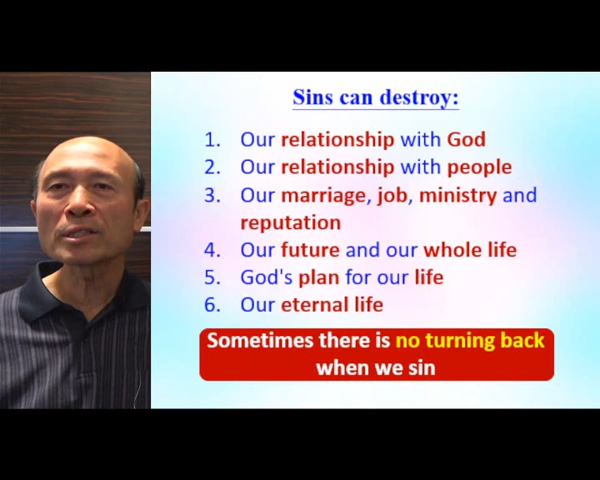 Sins can destroy:
1. Our relationship with God
2. Our relationship with people
3. Our marriage, job, ministry and
reputation
4. Our future and our whole life
5. God's plan for our life
6. Our eternal life
Sometimes there is no turning back
when we sin